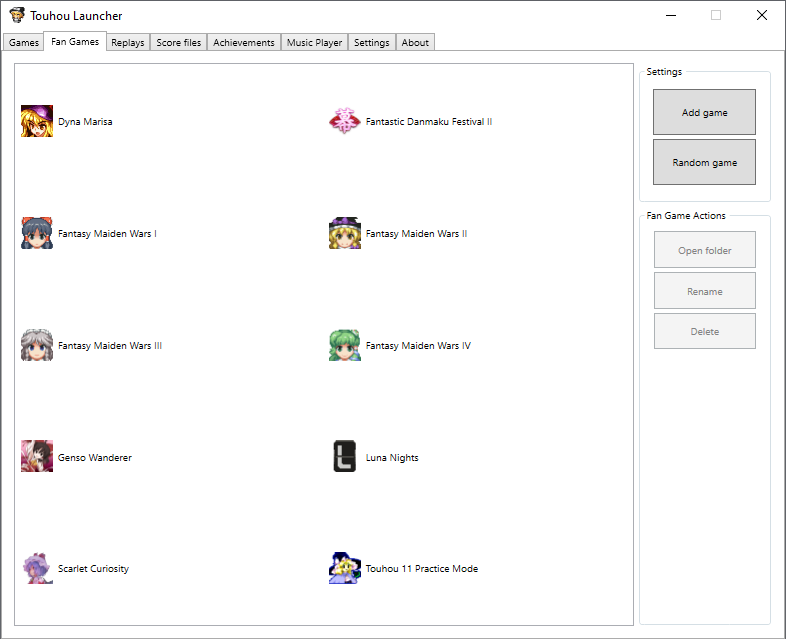 Touhou Launcher
Games Fan Games Replays Score files Achievements Music Player Settings About
Dyna Marisa
Fantastic Danmaku Festival II
Fantasy Maiden Wars I
Fantasy Maiden Wars II
Fantasy Maiden Wars III
Fantasy Maiden Wars IV
Genso Wanderer
Luna Nights
Scarlet Curiosity
Touhou 11 Practice Mode
Settings
Add game
Random game
Fan Game Actions
Open folder
Rename
Delete
幕